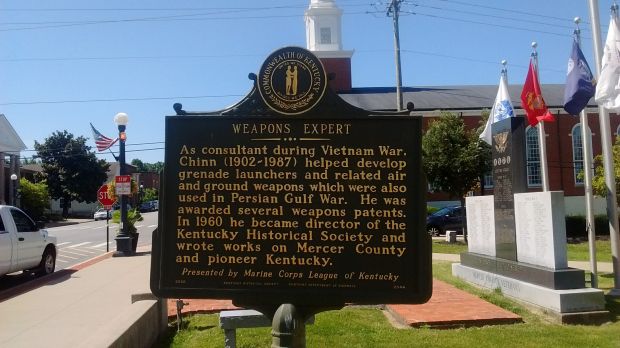 COMMONWEALTH OF KENTUCKY
WEAPONS EXPERT
As consultant during Vietnam War,
Chinn (1902-1987) helped develop
grenade launchers and related air
and ground weapons which were also
used in Persian Gulf War. He was
awarded several weapons patents.
In 1960 he became director of the
Kentucky Historical Society and
wrote works on Mercer County
and pioneer Kentucky.
Presented by Marine Corps League of Kentucky
STOP